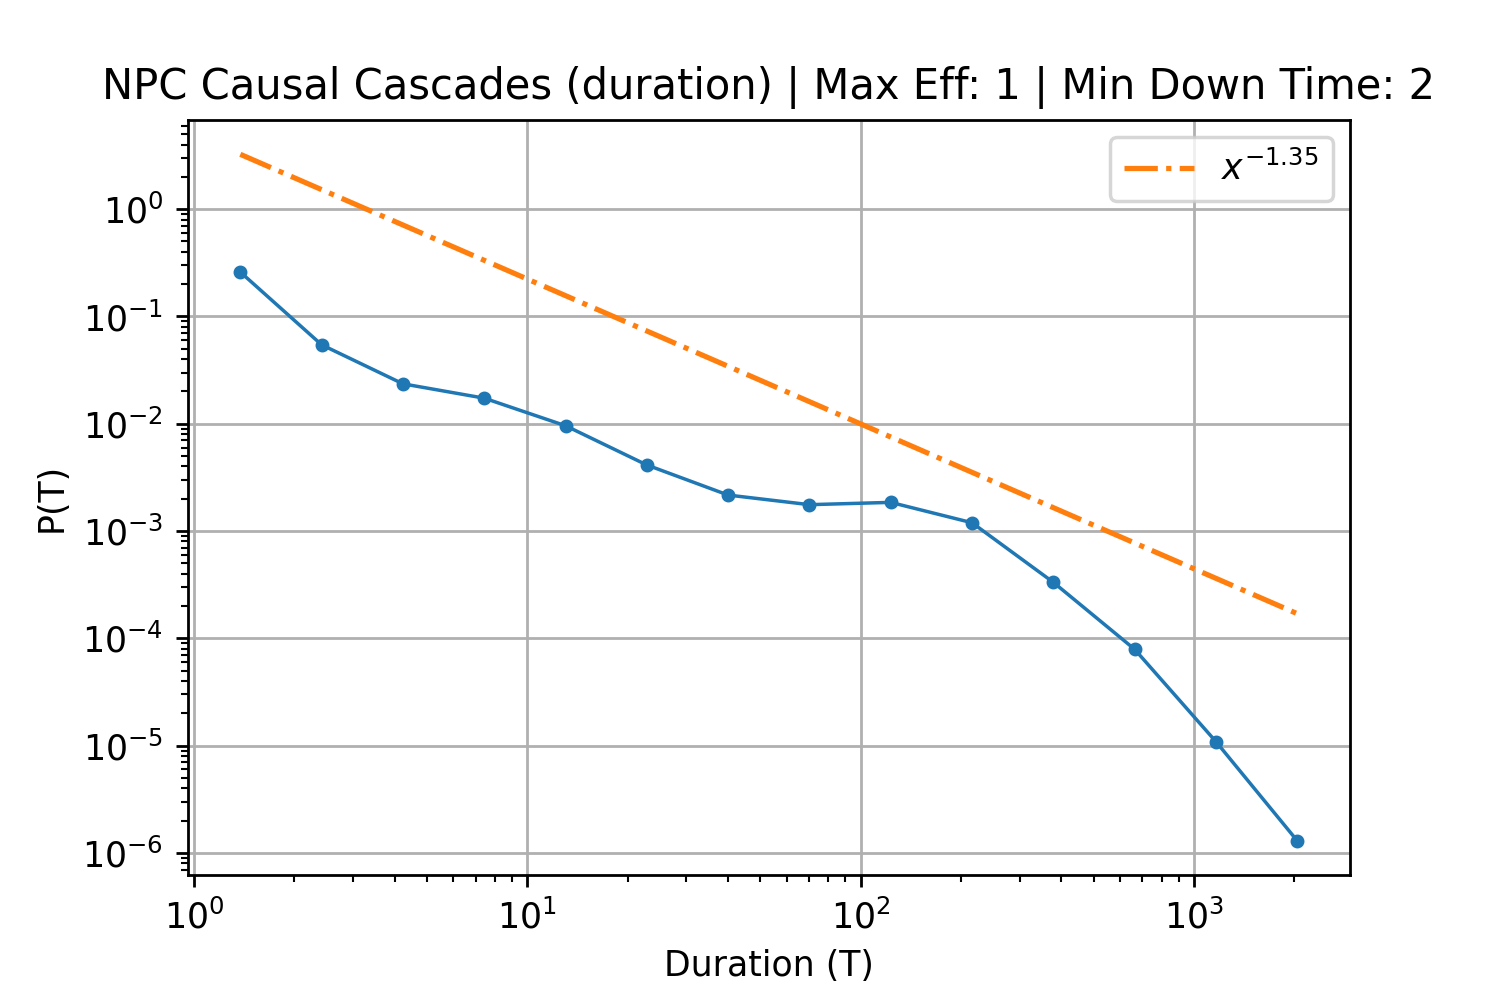 NPC Causal Cascades (duration) | Max Eff: 1 | Min Down Time: 2
x^{-1.35}
10^0
10^{-1}
10^{-2}
10^{-3}
10^{-4}
10^{-5}
10^{-6}
P(T)
10^0 10^1 10^2 10^3
Duration (T)